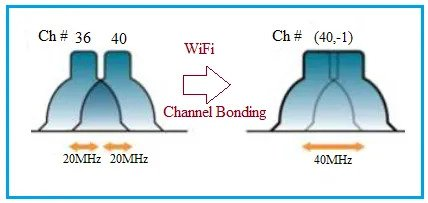 Ch # 36 40
WiFi
Channel Bonding
Ch # (40,-1)
20MHz 20MHz
40MHz